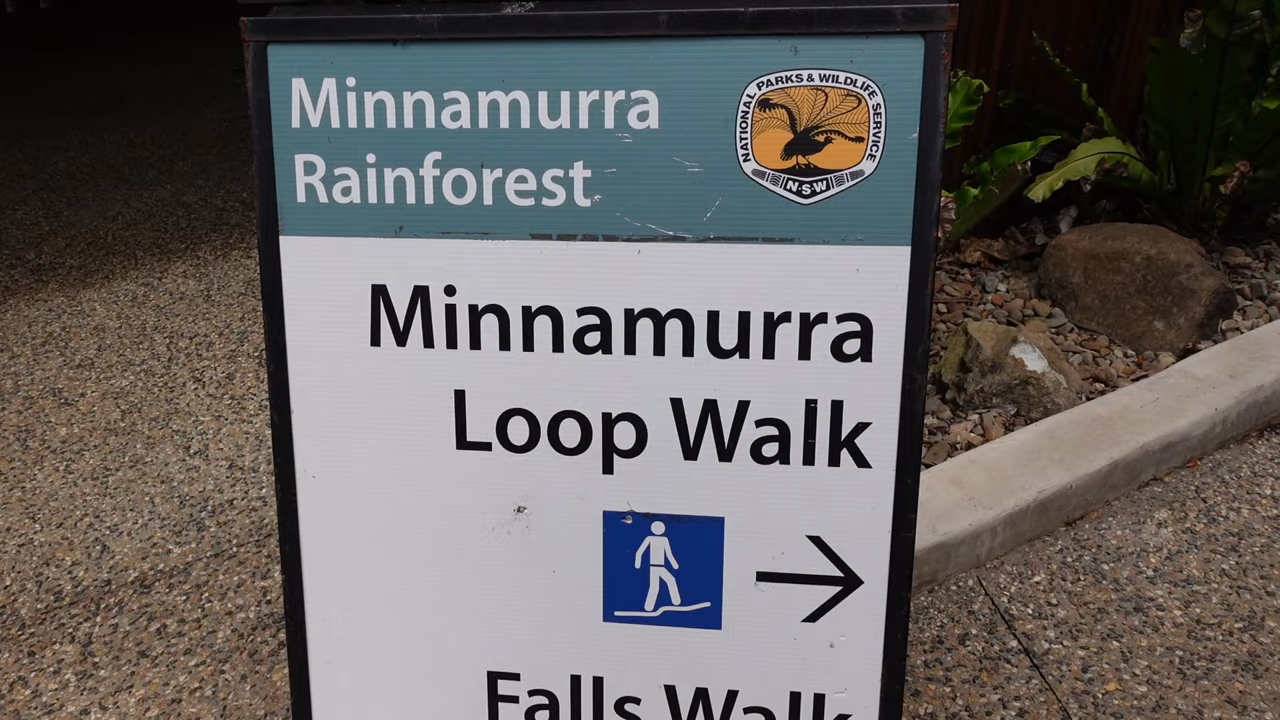 Minnamurra
Rainforest
NATIONAL PARKS & WILDLIFE SERVICE
N·S·W
Minnamurra
Loop Walk
Falls Walk